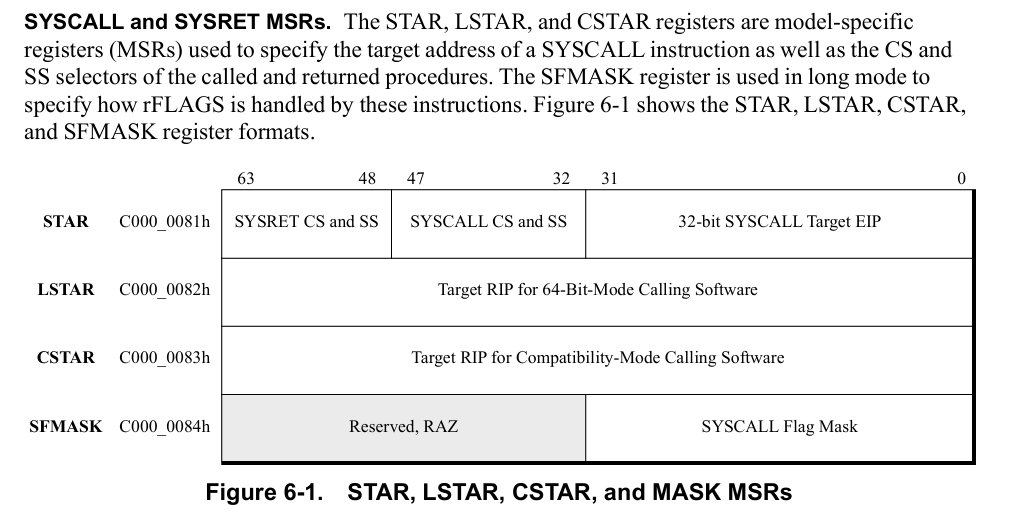 SYSCALL and SYSRET MSRs. The STAR, LSTAR, and CSTAR registers are model-specific
registers (MSRs) used to specify the target address of a SYSCALL instruction as well as the CS and
SS selectors of the called and returned procedures. The SFMASK register is used in long mode to
specify how rFLAGS is handled by these instructions. Figure 6-1 shows the STAR, LSTAR, CSTAR,
and SFMASK register formats.
63 48 47 32 31 0
STAR C000_0081h SYSRET CS and SS SYSCALL CS and SS 32-bit SYSCALL Target EIP
LSTAR C000_0082h Target RIP for 64-Bit-Mode Calling Software
CSTAR C000_0083h Target RIP for Compatibility-Mode Calling Software
SFMASK C000_0084h Reserved, RAZ SYSCALL Flag Mask
Figure 6-1. STAR, LSTAR, CSTAR, and MASK MSRs